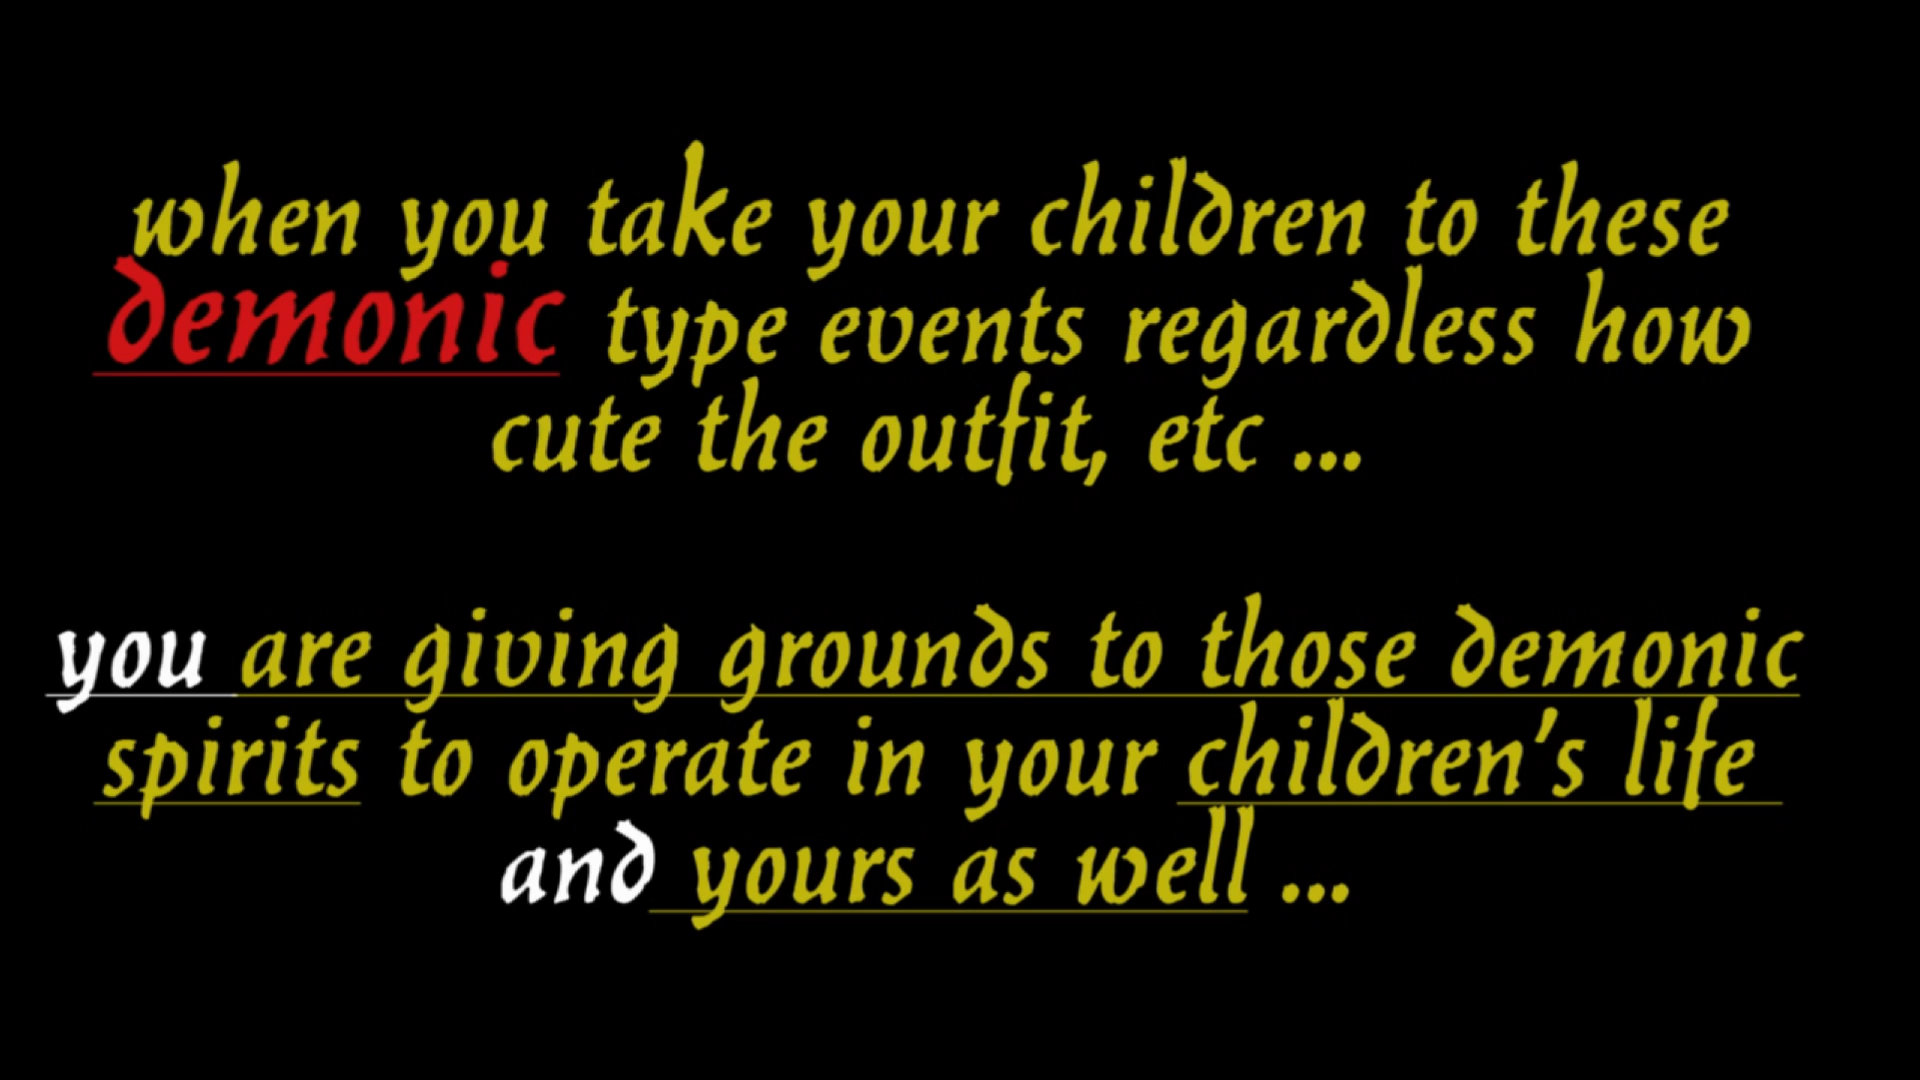 when you take your children to these
demonic type events regardless how
cute the outfit, etc ...
you are giving grounds to those demonic
spirits to operate in your children's life
and yours as well ...